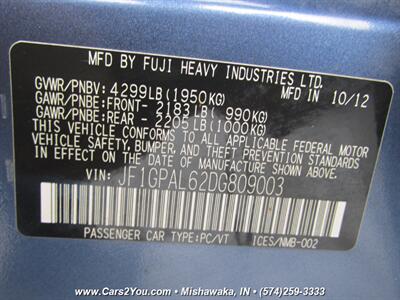 MFD BY FUJI HEAVY INDUSTRIES LTD.
GVWR/PNBV: 4299LB(1950KG) 10/12
GAWR/PNBE: FRONT- 2183LB( 990KG)
GAWR/PNBE: REAR - 2205LB(1000KG)
THIS VEHICLE CONFORMS TO ALL APPLICABLE FEDERAL MOTOR
VEHICLE SAFETY, BUMPER, AND THEFT PREVENTION STANDARDS
IN EFFECT ON THE DATE OF MANUFACTURE SHOWN ABOVE.
VIN: JF1GPAL62DG809003
PASSENGER CAR TYPE:PC/VT ICES/NMB-002
www.Cars2You.com • Mishawaka, IN • (574)259-3333